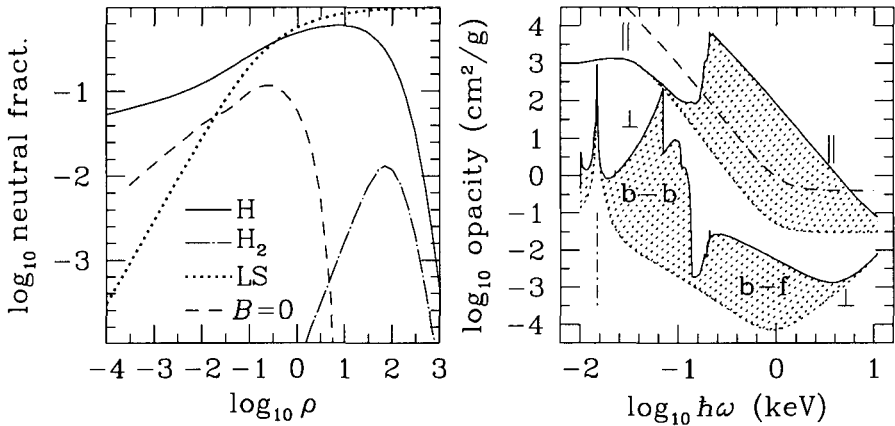 log₁₀ neutral fract.
−1
−2
−3
H
H₂
LS
B=0
−4 −3 −2 −1 0 1 2 3
log₁₀ ρ
log₁₀ opacity (cm²/g)
4
3
2
1
0
−1
−2
−3
−4
||
⊥
||
b−b
b−f
⊥
−2 −1 0 1
log₁₀ ħω (keV)